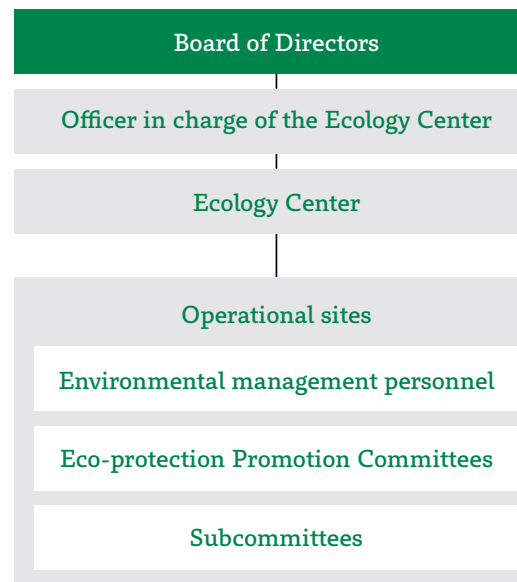 Board of Directors
Officer in charge of the Ecology Center
Ecology Center
Operational sites
Environmental management personnel
Eco-protection Promotion Committees
Subcommittees